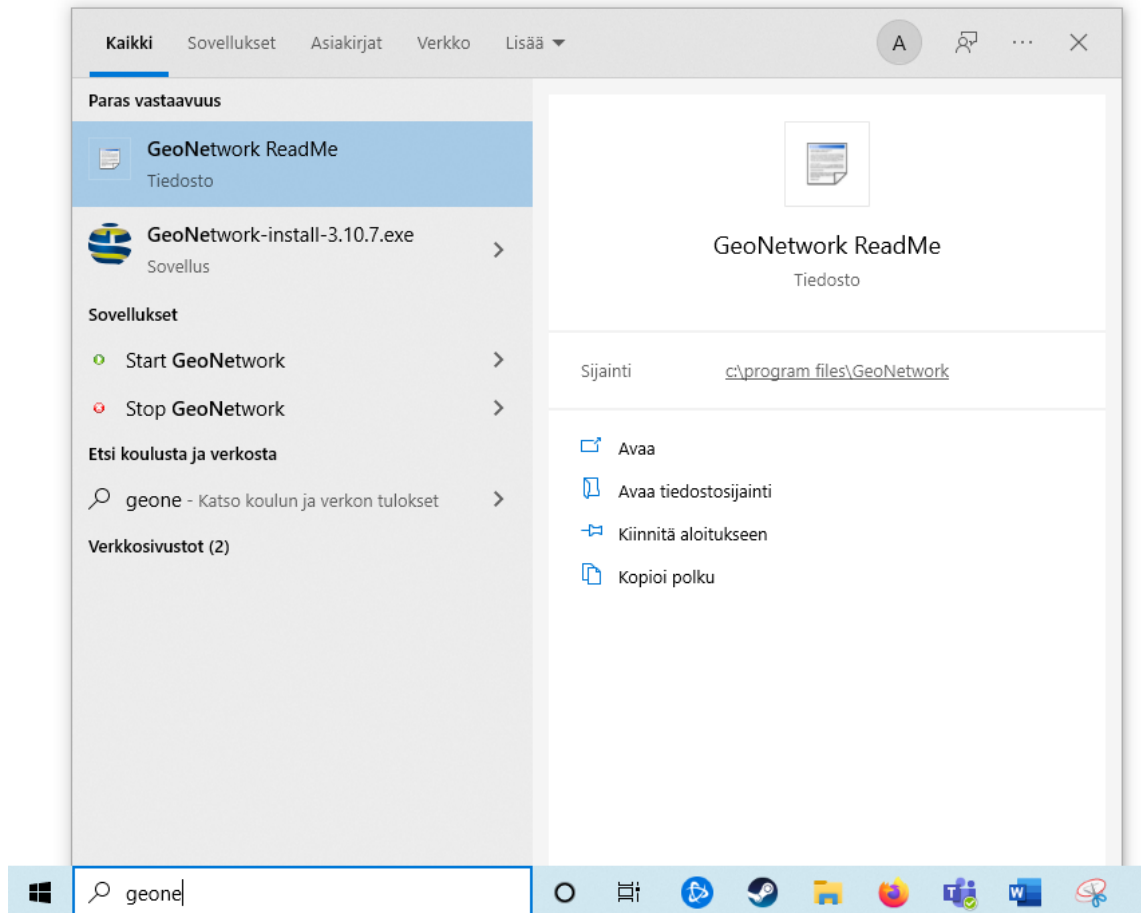 Kaikki Sovellukset Asiakirjat Verkko Lisää A ...
Paras vastaavuus
GeoNetwork ReadMe
Tiedosto
GeoNetwork-install-3.10.7.exe
Sovellus
Sovellukset
Start GeoNetwork
Stop GeoNetwork
Etsi koulusta ja verkosta
geone - Katso koulun ja verkon tulokset
Verkkosivustot (2)
GeoNetwork ReadMe
Tiedosto
Sijainti c:\program files\GeoNetwork
Avaa
Avaa tiedostosijainti
Kiinnitä aloitukseen
Kopioi polku
geone